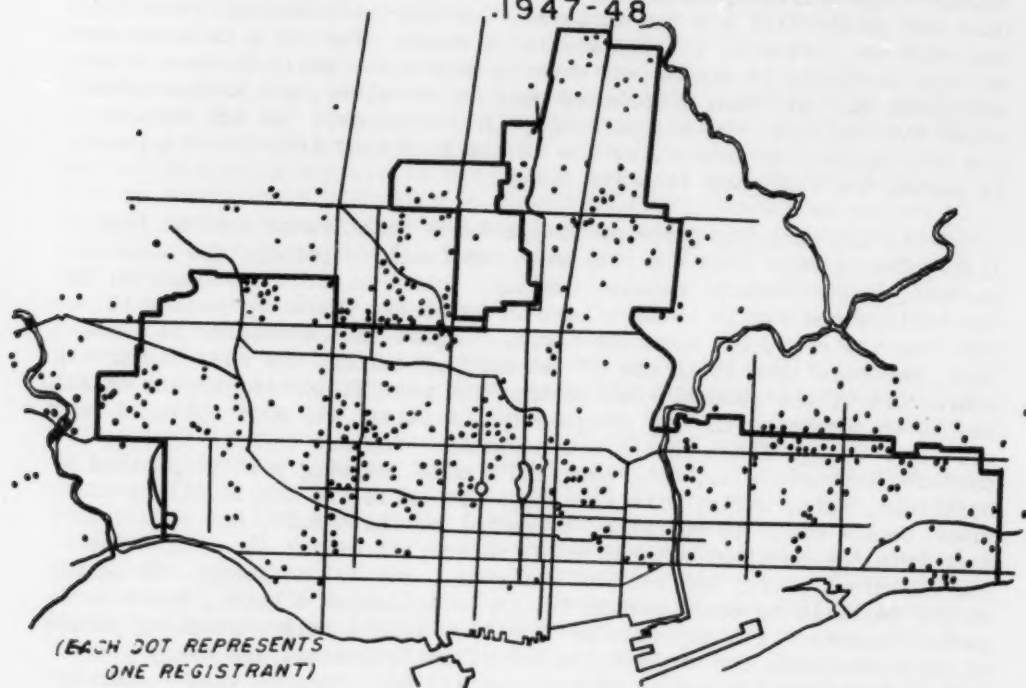 .1947-48
(EACH DOT REPRESENTS
ONE REGISTRANT)